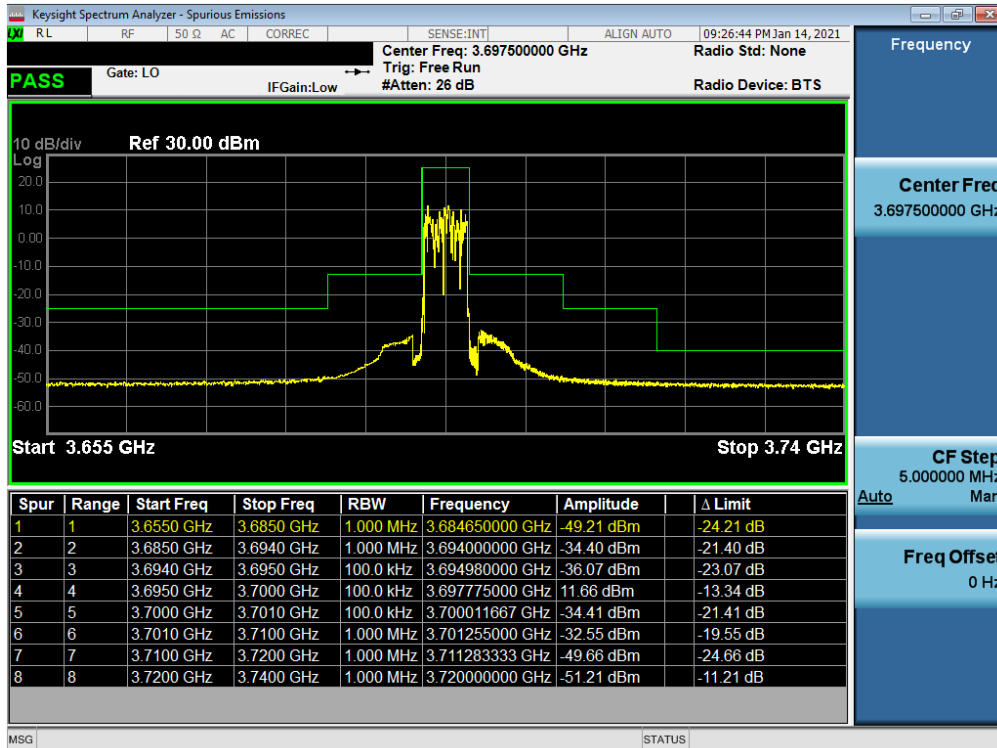 Keysight Spectrum Analyzer - Spurious Emissions
LXI RL RF 50 Ω AC CORREC SENSE:INT ALIGN AUTO 09:26:44 PM Jan 14, 2021
Center Freq: 3.697500000 GHz Radio Std: None
PASS Gate: LO Trig: Free Run
IFGain:Low #Atten: 26 dB Radio Device: BTS
10 dB/div Ref 30.00 dBm
Log
20.0
10.0
0.00
-10.0
-20.0
-30.0
-40.0
-50.0
-60.0
Start 3.655 GHz Stop 3.74 GHz
Spur Range Start Freq Stop Freq RBW Frequency Amplitude Δ Limit
1 1 3.6550 GHz 3.6850 GHz 1.000 MHz 3.684650000 GHz -49.21 dBm -24.21 dB
2 2 3.6850 GHz 3.6940 GHz 1.000 MHz 3.694000000 GHz -34.40 dBm -21.40 dB
3 3 3.6940 GHz 3.6950 GHz 100.0 kHz 3.694980000 GHz -36.07 dBm -23.07 dB
4 4 3.6950 GHz 3.7000 GHz 100.0 kHz 3.697775000 GHz 11.66 dBm -13.34 dB
5 5 3.7000 GHz 3.7010 GHz 100.0 kHz 3.700011667 GHz -34.41 dBm -21.41 dB
6 6 3.7010 GHz 3.7100 GHz 1.000 MHz 3.701255000 GHz -32.55 dBm -19.55 dB
7 7 3.7100 GHz 3.7200 GHz 1.000 MHz 3.711283333 GHz -49.66 dBm -24.66 dB
8 8 3.7200 GHz 3.7400 GHz 1.000 MHz 3.720000000 GHz -51.21 dBm -11.21 dB
MSG STATUS
Frequency
Center Freq
3.697500000 GHz
CF Step
5.000000 MHz
Auto Man
Freq Offset
0 Hz